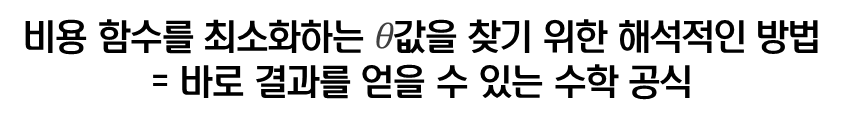 비용 함수를 최소화하는 θ값을 찾기 위한 해석적인 방법
= 바로 결과를 얻을 수 있는 수학 공식